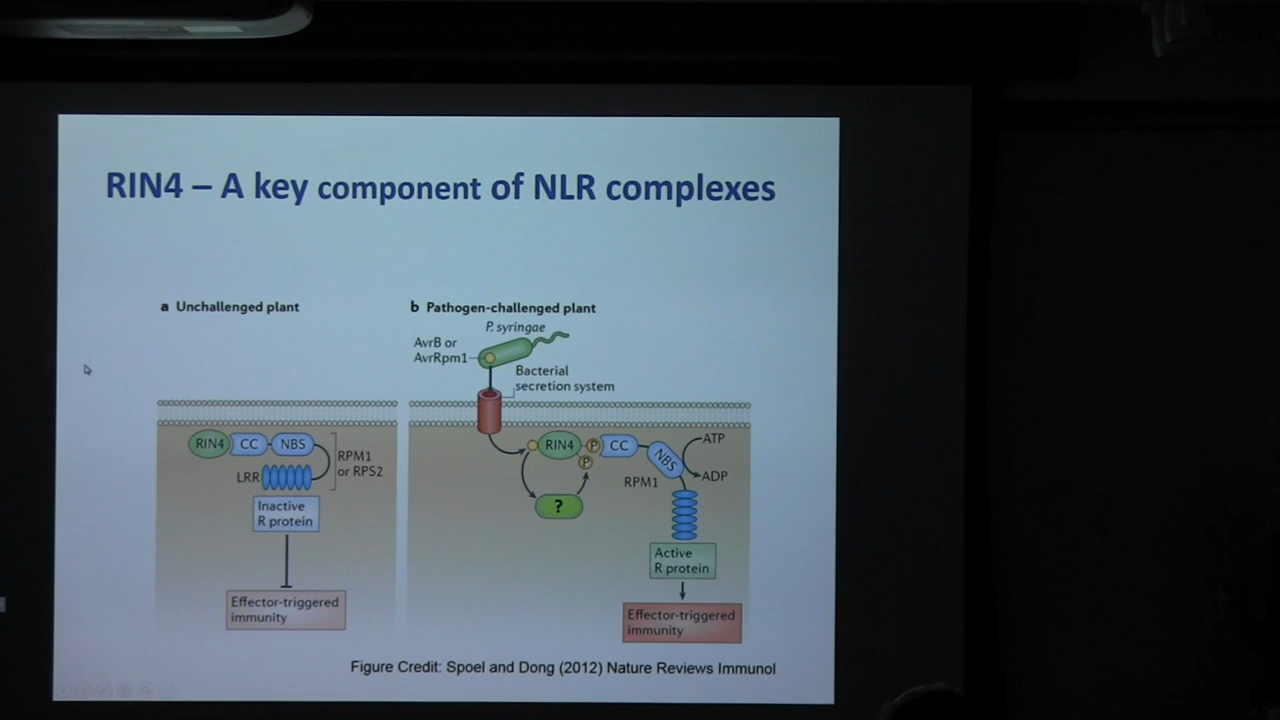 RIN4 – A key component of NLR complexes
a Unchallenged plant
RIN4
CC
NBS
LRR
RPM1
or RPS2
Inactive
R protein
Effector-triggered
immunity
b Pathogen-challenged plant
P. syringae
AvrB or
AvrRpm1
Bacterial
secretion system
RIN4
P
CC
P
NBS
ATP
ADP
RPM1
?
Active
R protein
Effector-triggered
immunity
Figure Credit: Spoel and Dong (2012) Nature Reviews Immunol